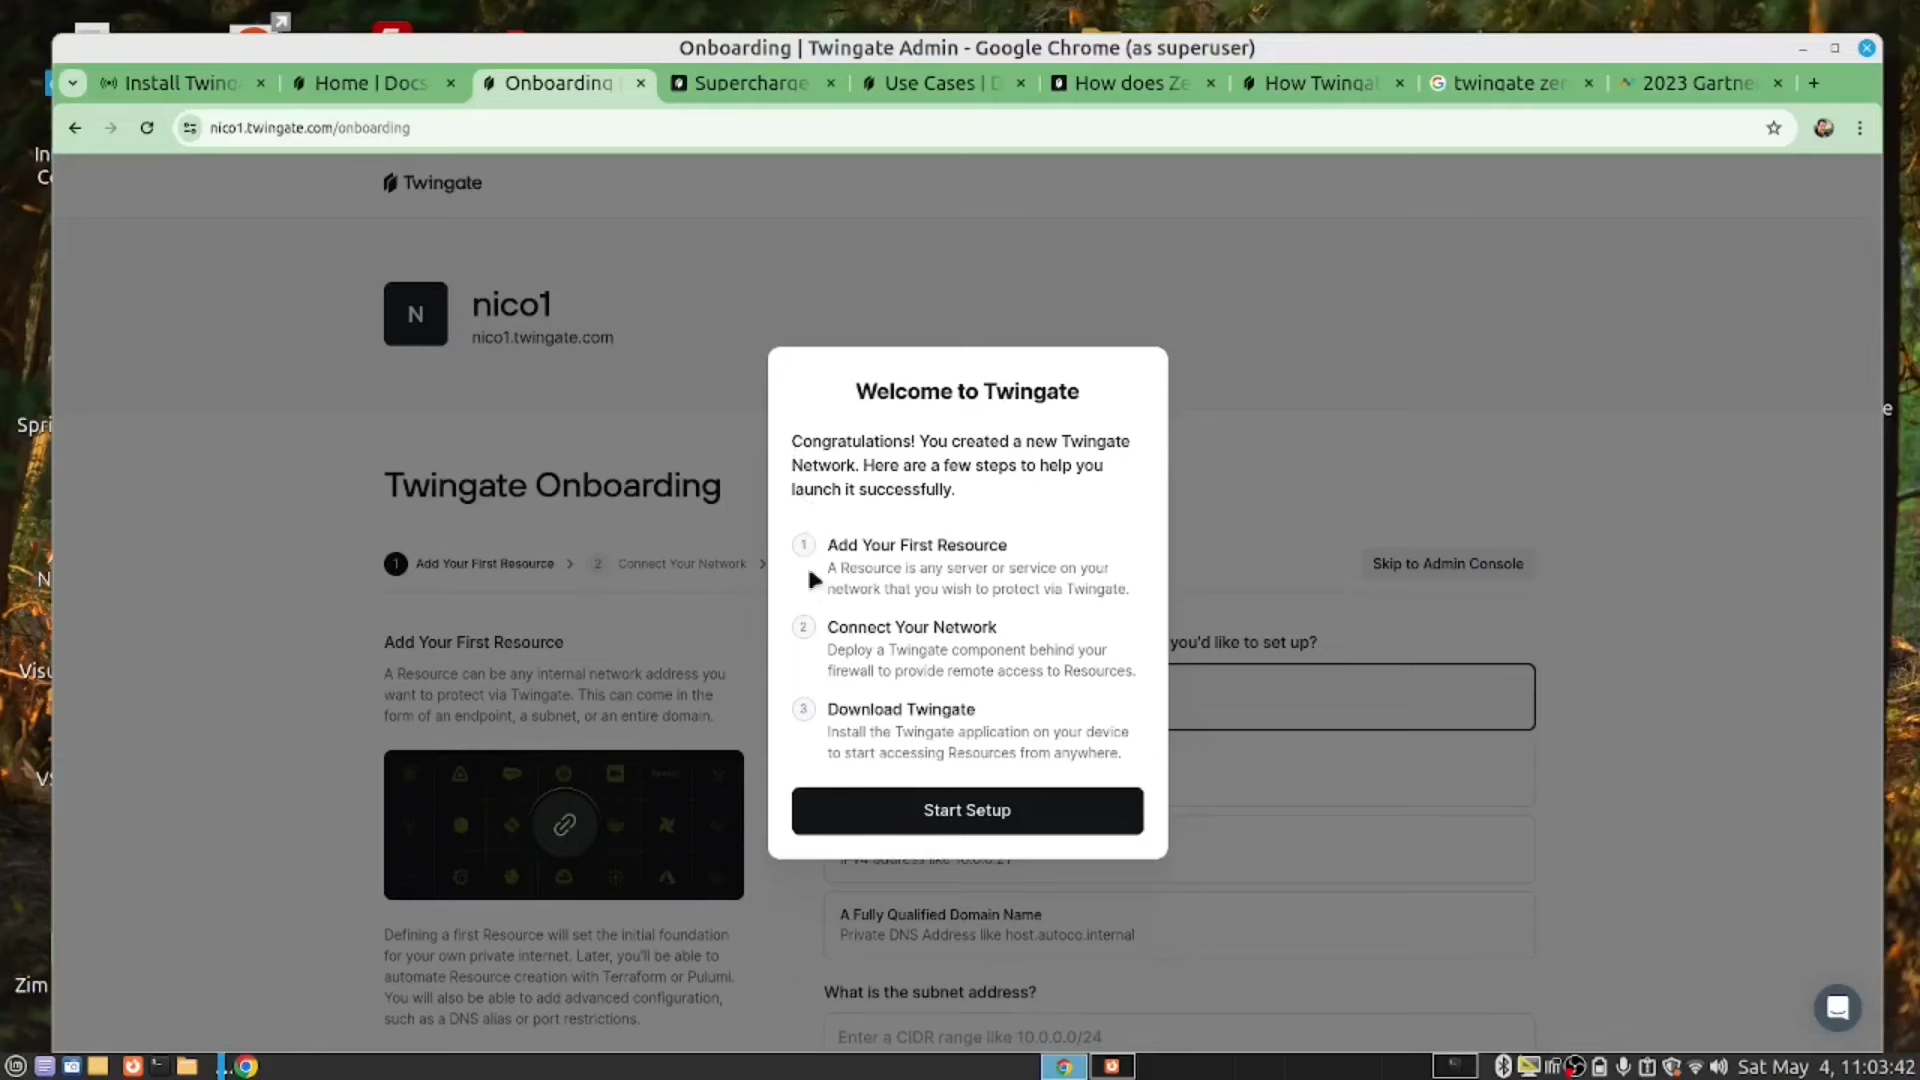 Onboarding | Twingate Admin - Google Chrome (as superuser)
Install Twing
Home | Docs
Onboarding
Supercharge
Use Cases | D
How does Ze
How Twingat
twingate zer
2023 Gartne
nico1.twingate.com/onboarding
Twingate
N
nico1
nico1.twingate.com
Twingate Onboarding
1 Add Your First Resource
2 Connect Your Network
Skip to Admin Console
Add Your First Resource
A Resource can be any internal network address you
want to protect via Twingate. This can come in the
form of an endpoint, a subnet, or an entire domain.
Defining a first Resource will set the initial foundation
for your own private internet. Later, you'll be able to
automate Resource creation with Terraform or Pulumi.
You will also be able to add advanced configuration,
such as a DNS alias or port restrictions.
Welcome to Twingate
Congratulations! You created a new Twingate
Network. Here are a few steps to help you
launch it successfully.
1 Add Your First Resource
A Resource is any server or service on your
network that you wish to protect via Twingate.
2 Connect Your Network
Deploy a Twingate component behind your
firewall to provide remote access to Resources.
3 Download Twingate
Install the Twingate application on your device
to start accessing Resources from anywhere.
Start Setup
you'd like to set up?
A Fully Qualified Domain Name
Private DNS Address like host.autoco.internal
What is the subnet address?
Enter a CIDR range like 10.0.0.0/24
In
C
Spri
N
Visu
VS
Zim
e
Sat May 4, 11:03:42